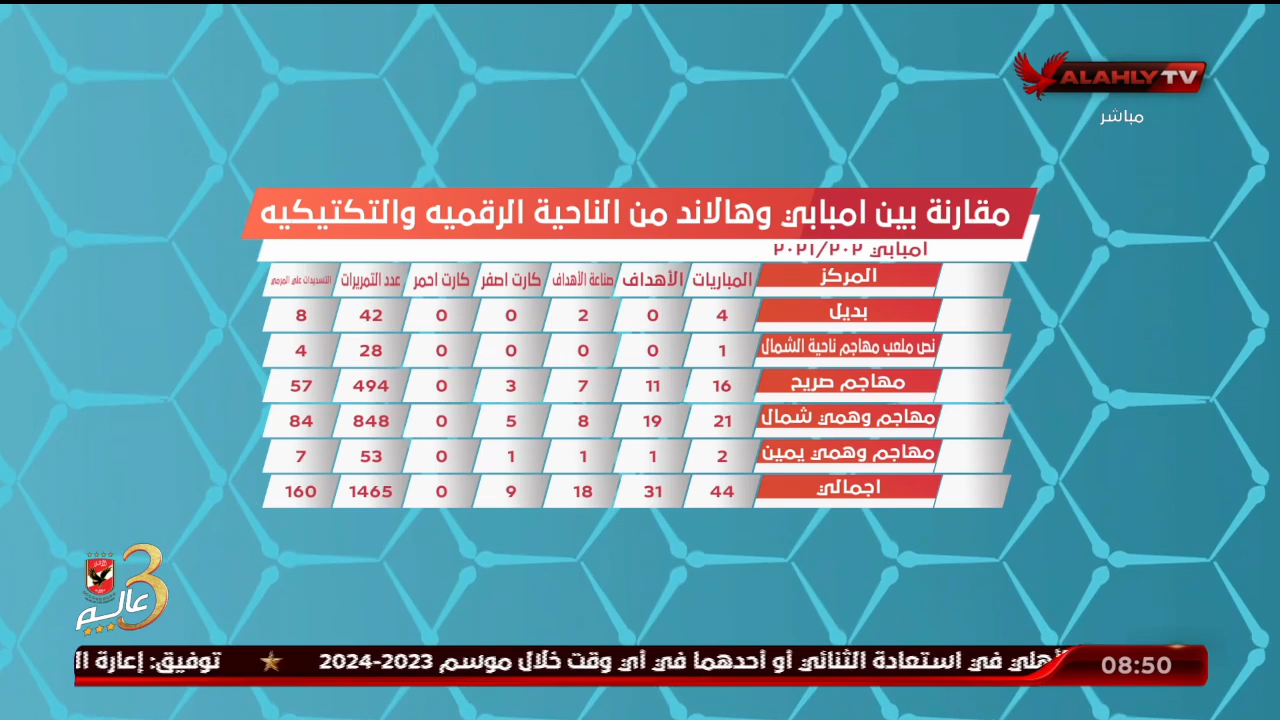 ALAHLY TV
مباشر
مقارنة بين امبابي وهالاند من الناحية الرقميه والتكتيكيه
امبابي ٢٠٢١/٢٠٢
المركز المباريات الأهداف صناعة الأهداف كارت اصفر كارت احمر عدد التمريرات التسديدات على المرمى
بديل 4 0 2 0 0 42 8
نص ملعب مهاجم ناحية الشمال 1 0 0 0 0 28 4
مهاجم صريح 16 11 7 3 0 494 57
مهاجم وهمي شمال 21 19 8 5 0 848 84
مهاجم وهمي يمين 2 1 1 1 0 53 7
اجمالي 44 31 18 9 0 1465 160
3 عالم
08:50 لأهلي في استعادة الثنائي أو أحدهما في أي وقت خلال موسم 2023-2024 توفيق: إعارة ال